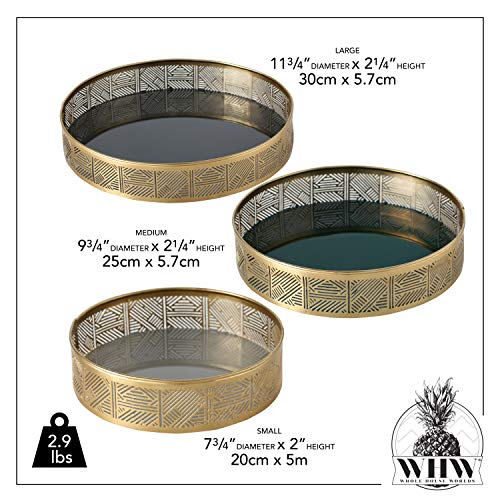 LARGE
11 3/4" DIAMETER x 2 1/4" HEIGHT
30cm x 5.7cm
MEDIUM
9 3/4" DIAMETER x 2 1/4" HEIGHT
25cm x 5.7cm
SMALL
7 3/4" DIAMETER x 2" HEIGHT
20cm x 5m
2.9
lbs
WHW
WHOLE HOUSE WORLDS